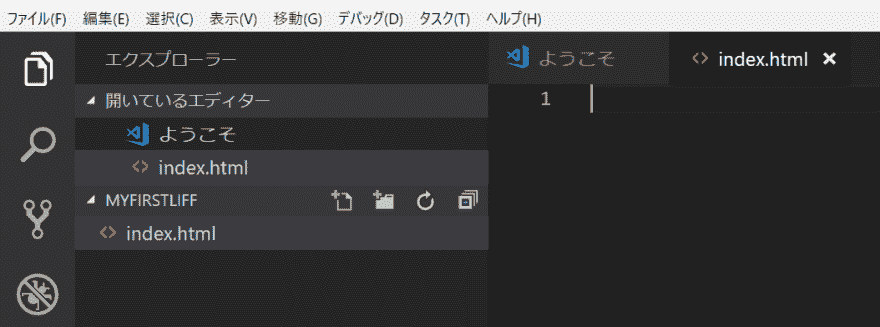 ファイル(F) 編集(E) 選択(C) 表示(V) 移動(G) デバッグ(D) タスク(T) ヘルプ(H)
エクスプローラー
開いているエディター
ようこそ
index.html
MYFIRSTLIFF
index.html
ようこそ index.html
1